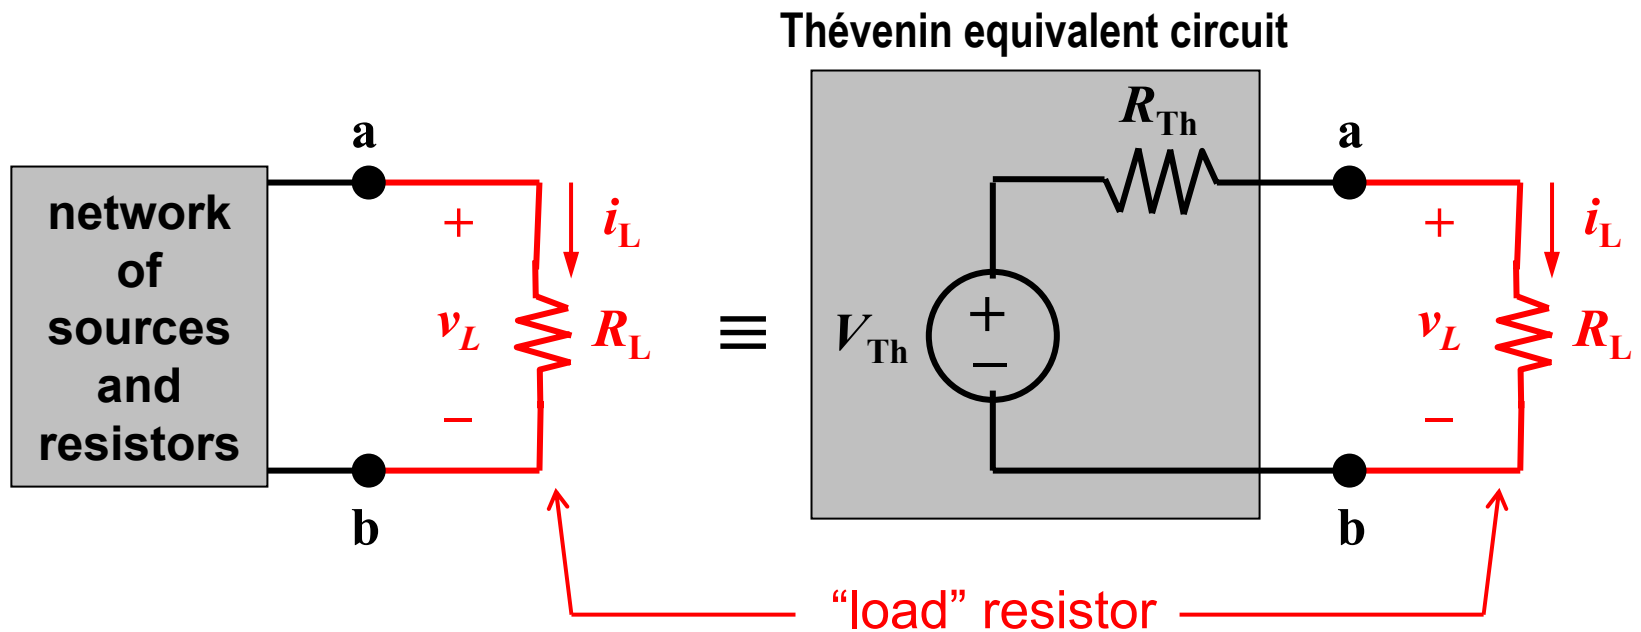 Thévenin equivalent circuit
network
of
sources
and
resistors
a
b
+
v_L
–
i_L
R_L
≡
V_Th
+
–
R_Th
a
b
+
v_L
–
i_L
R_L
“load” resistor